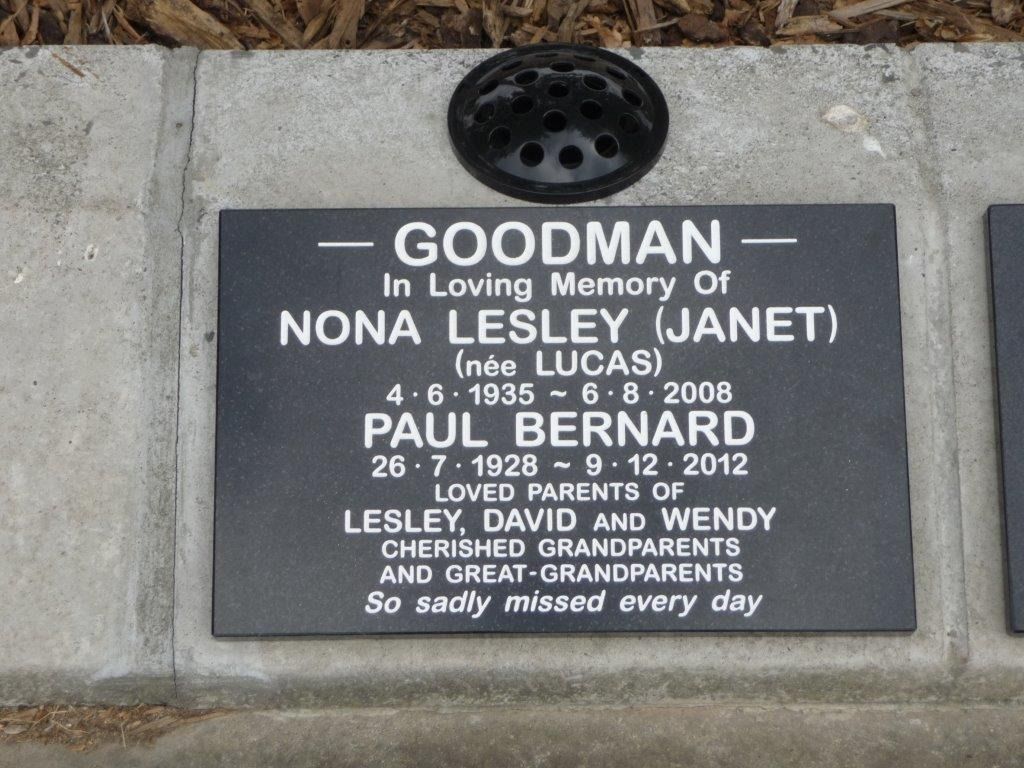 — GOODMAN —
In Loving Memory Of
NONA LESLEY (JANET)
(née LUCAS)
4·6·1935 ~ 6·8·2008
PAUL BERNARD
26·7·1928 ~ 9·12·2012
LOVED PARENTS OF
LESLEY, DAVID AND WENDY
CHERISHED GRANDPARENTS
AND GREAT-GRANDPARENTS
So sadly missed every day